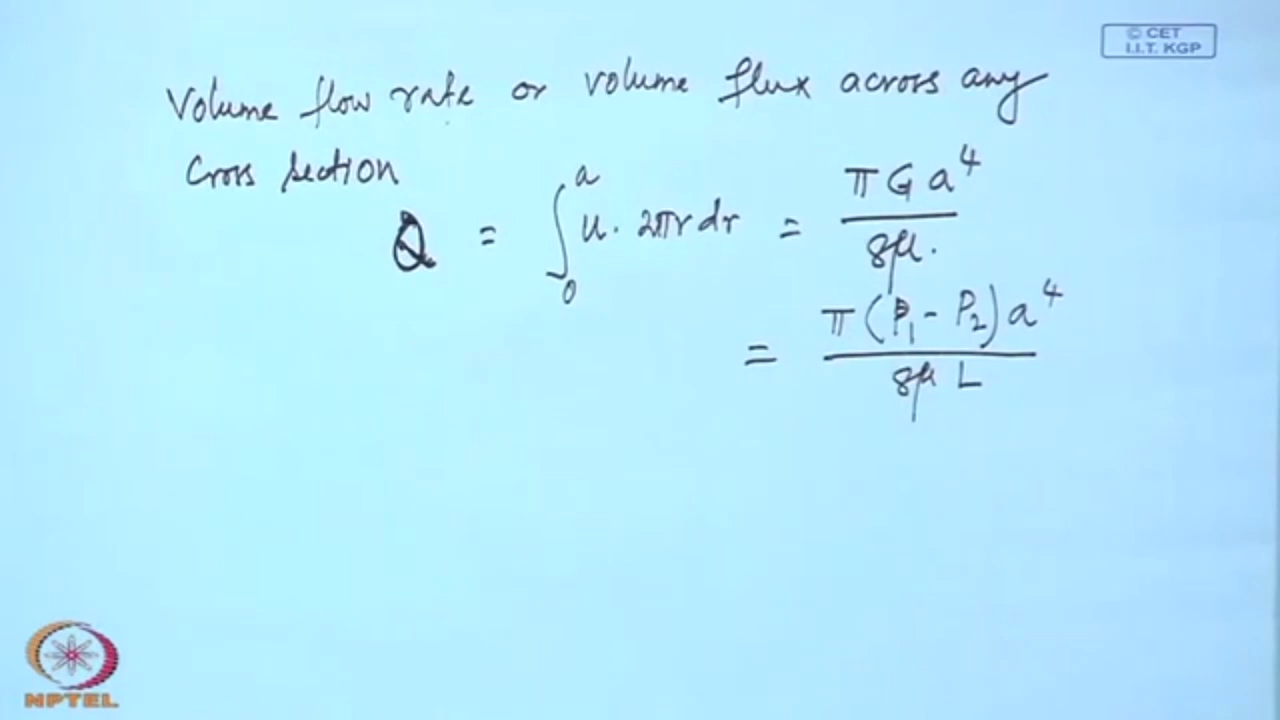 © CET
I.I.T. KGP
Volume flow rate or volume flux across any
Cross section
Q = ∫₀ᵃ u. 2πr dr = πGa⁴ / 8μ.
= π(P₁ - P₂)a⁴ / 8μL
NPTEL